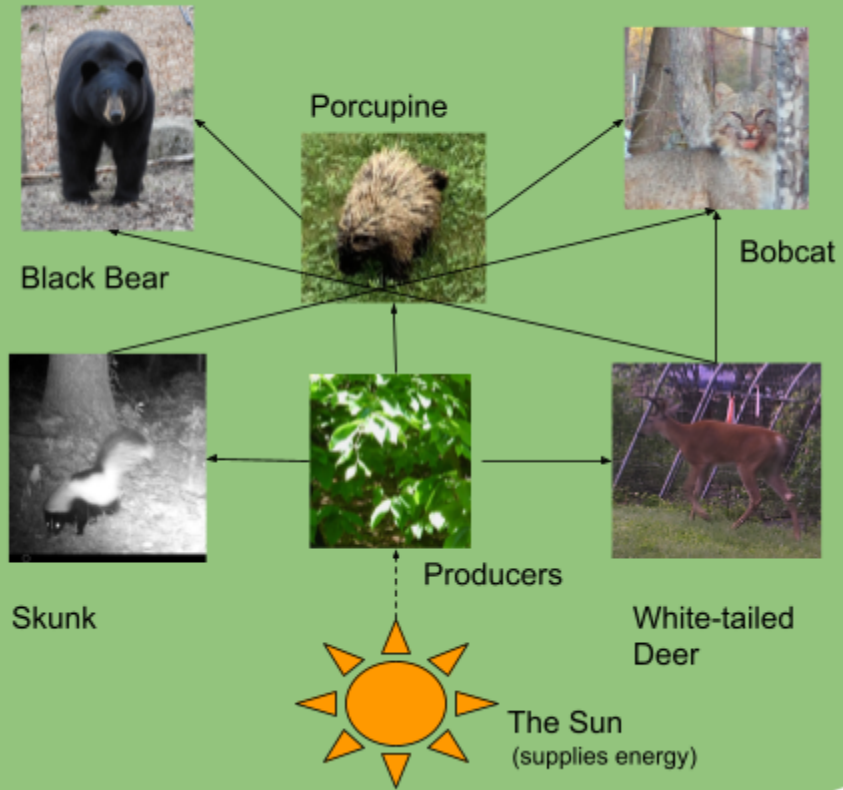 Porcupine
Black Bear
Bobcat
Producers
Skunk
White-tailed
Deer
The Sun
(supplies energy)